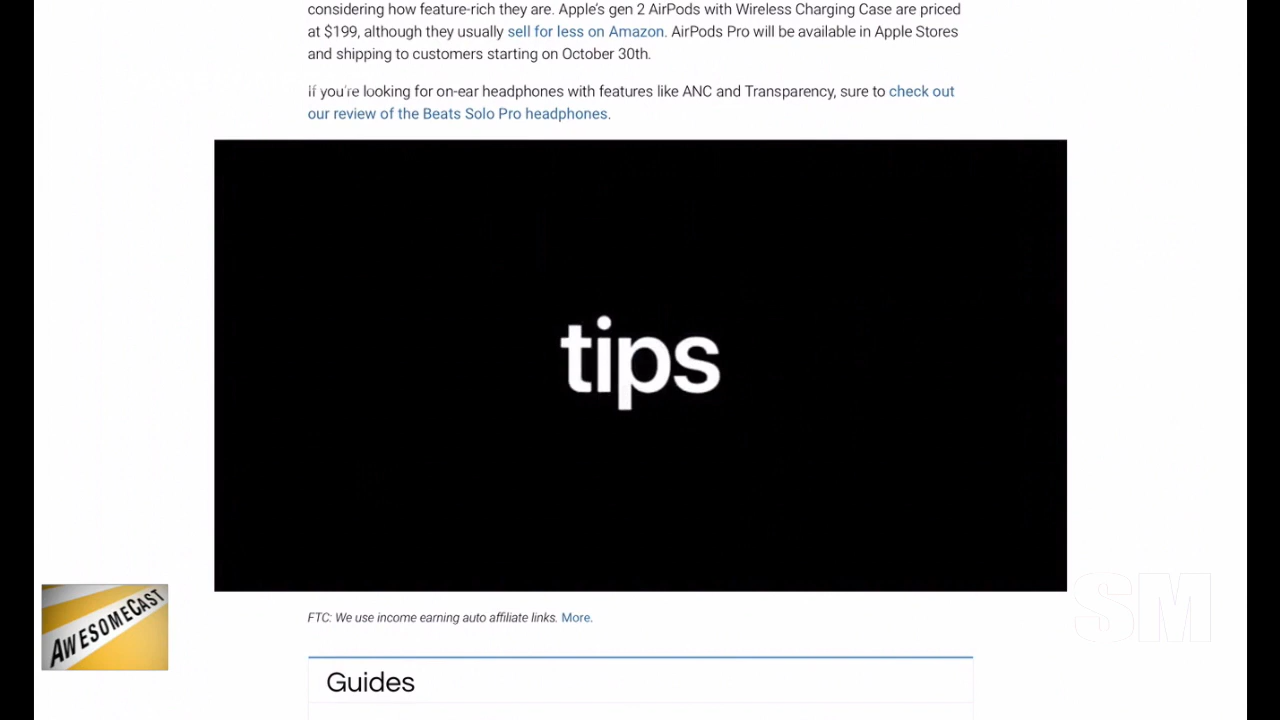 considering how feature-rich they are. Apple's gen 2 AirPods with Wireless Charging Case are priced
at $199, although they usually sell for less on Amazon. AirPods Pro will be available in Apple Stores
and shipping to customers starting on October 30th.
If you're looking for on-ear headphones with features like ANC and Transparency, sure to check out
our review of the Beats Solo Pro headphones.
tips
AWESOMECAST
SM
FTC: We use income earning auto affiliate links. More.
Guides